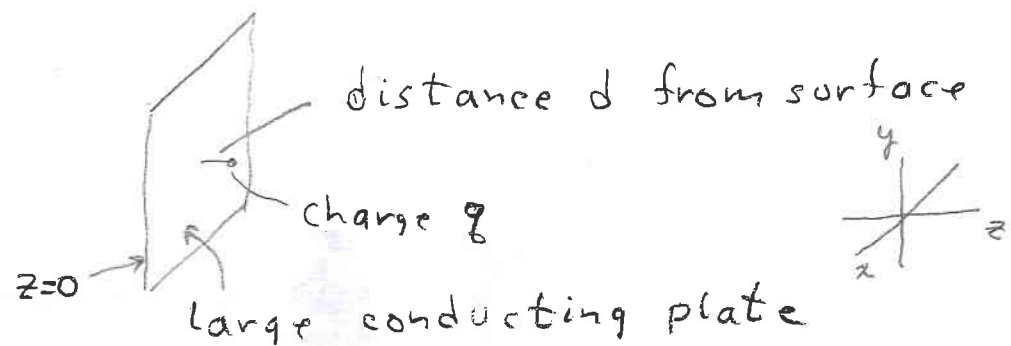 distance d from surface
y
charge q
z
x
z=0
large conducting plate